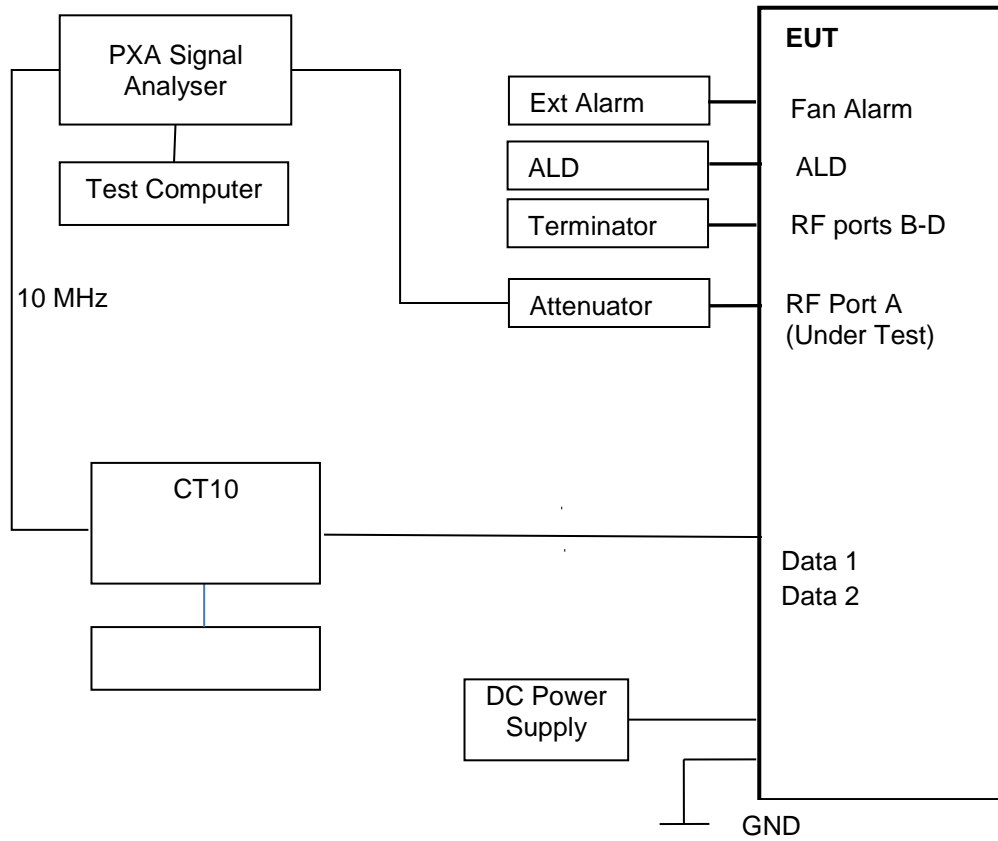 PXA Signal
Analyser
Test Computer
10 MHz
CT10
Ext Alarm
ALD
Terminator
Attenuator
DC Power
Supply
EUT
Fan Alarm
ALD
RF ports B-D
RF Port A
(Under Test)
Data 1
Data 2
GND